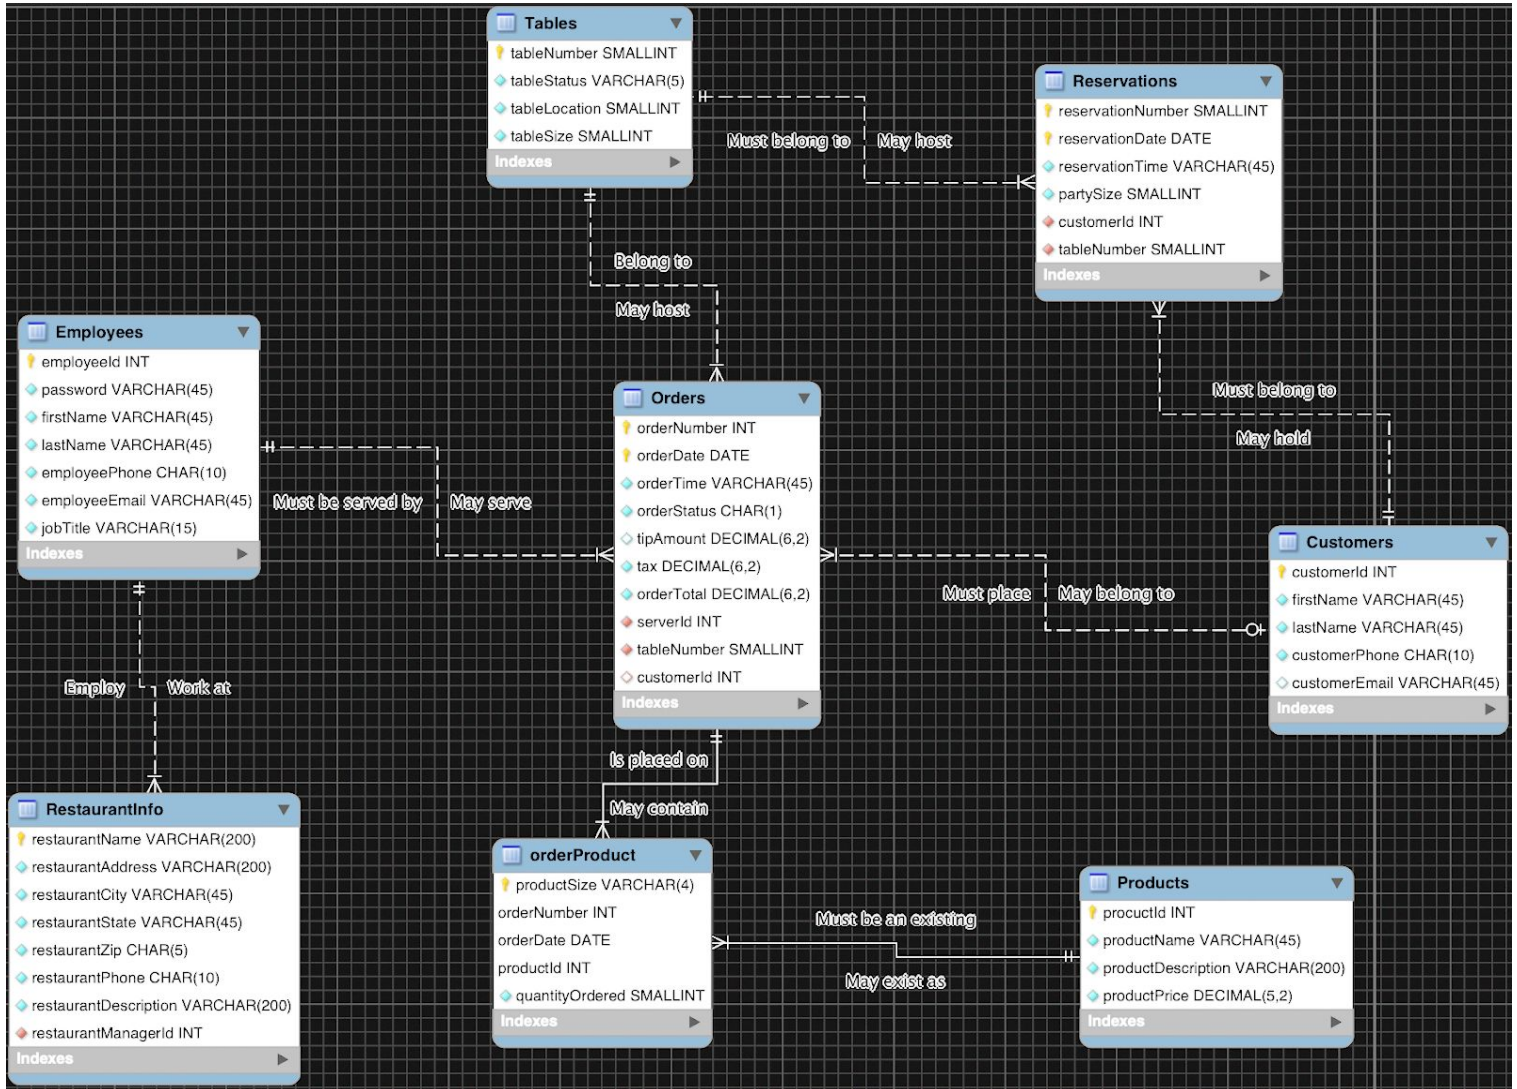 Tables
tableNumber SMALLINT
tableStatus VARCHAR(5)
tableLocation SMALLINT
tableSize SMALLINT
Indexes
Reservations
reservationNumber SMALLINT
reservationDate DATE
reservationTime VARCHAR(45)
partySize SMALLINT
customerId INT
tableNumber SMALLINT
Indexes
Must belong to
May host
Belong to
May host
Employees
employeeId INT
password VARCHAR(45)
firstName VARCHAR(45)
lastName VARCHAR(45)
employeePhone CHAR(10)
employeeEmail VARCHAR(45)
jobTitle VARCHAR(15)
Indexes
Must be served by
May serve
Orders
orderNumber INT
orderDate DATE
orderTime VARCHAR(45)
orderStatus CHAR(1)
tipAmount DECIMAL(6,2)
tax DECIMAL(6,2)
orderTotal DECIMAL(6,2)
serverId INT
tableNumber SMALLINT
customerId INT
Indexes
Must belong to
May hold
Must place
May belong to
Customers
customerId INT
firstName VARCHAR(45)
lastName VARCHAR(45)
customerPhone CHAR(10)
customerEmail VARCHAR(45)
Indexes
Employ
Work at
Is placed on
May contain
RestaurantInfo
restaurantName VARCHAR(200)
restaurantAddress VARCHAR(200)
restaurantCity VARCHAR(45)
restaurantState VARCHAR(45)
restaurantZip CHAR(5)
restaurantPhone CHAR(10)
restaurantDescription VARCHAR(200)
restaurantManagerId INT
Indexes
orderProduct
productSize VARCHAR(4)
orderNumber INT
orderDate DATE
productId INT
quantityOrdered SMALLINT
Indexes
Must be an existing
May exist as
Products
procuctId INT
productName VARCHAR(45)
productDescription VARCHAR(200)
productPrice DECIMAL(5,2)
Indexes